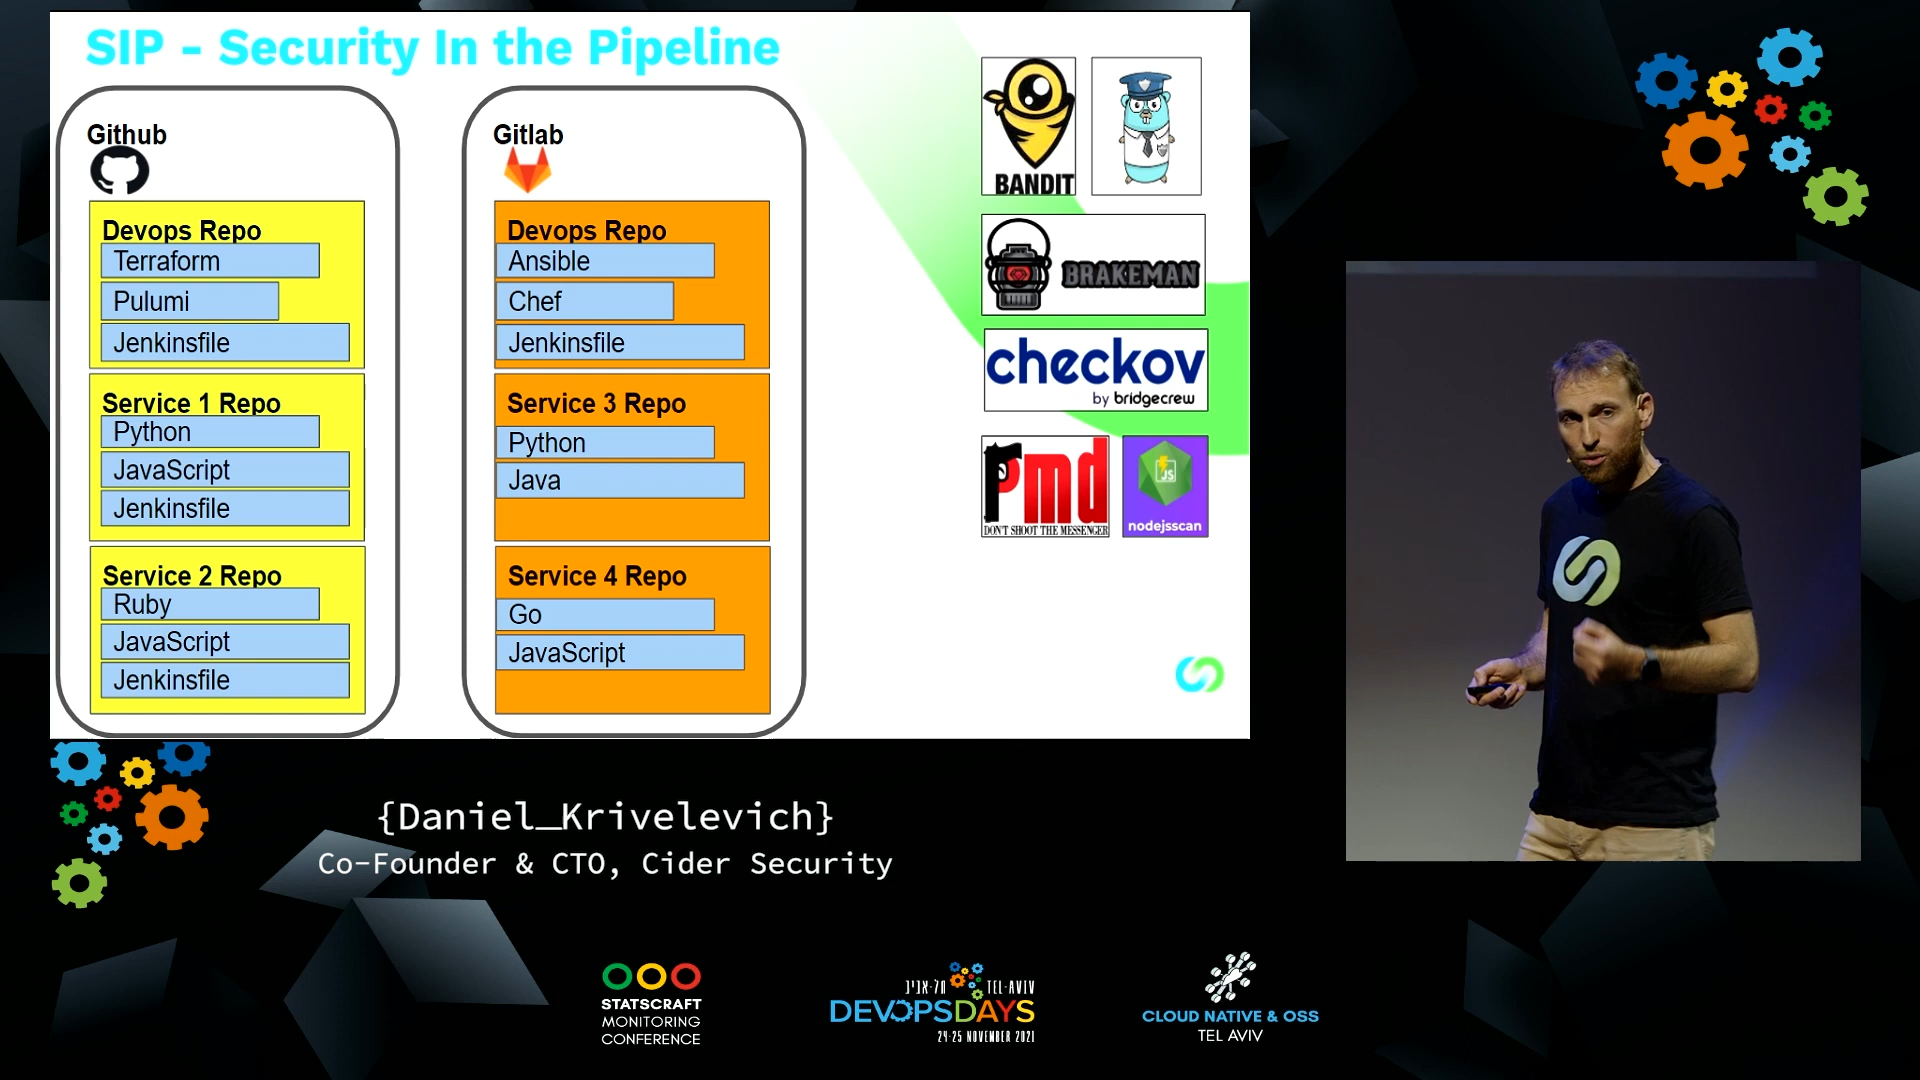 SIP - Security In the Pipeline
Github
Devops Repo
Terraform
Pulumi
Jenkinsfile
Service 1 Repo
Python
JavaScript
Jenkinsfile
Service 2 Repo
Ruby
JavaScript
Jenkinsfile
Gitlab
Devops Repo
Ansible
Chef
Jenkinsfile
Service 3 Repo
Python
Java
Service 4 Repo
Go
JavaScript
BANDIT
BRAKEMAN
checkov
by bridgecrew
Pmd
DON'T SHOOT THE MESSENGER
JS
nodejsscan
{Daniel_Krivelevich}
Co-Founder & CTO, Cider Security
STATSCRAFT
MONITORING
CONFERENCE
תל-אביב TEL-AVIV
DEVOPSDAYS
24-25 NOVEMBER 2021
CLOUD NATIVE & OSS
TEL AVIV